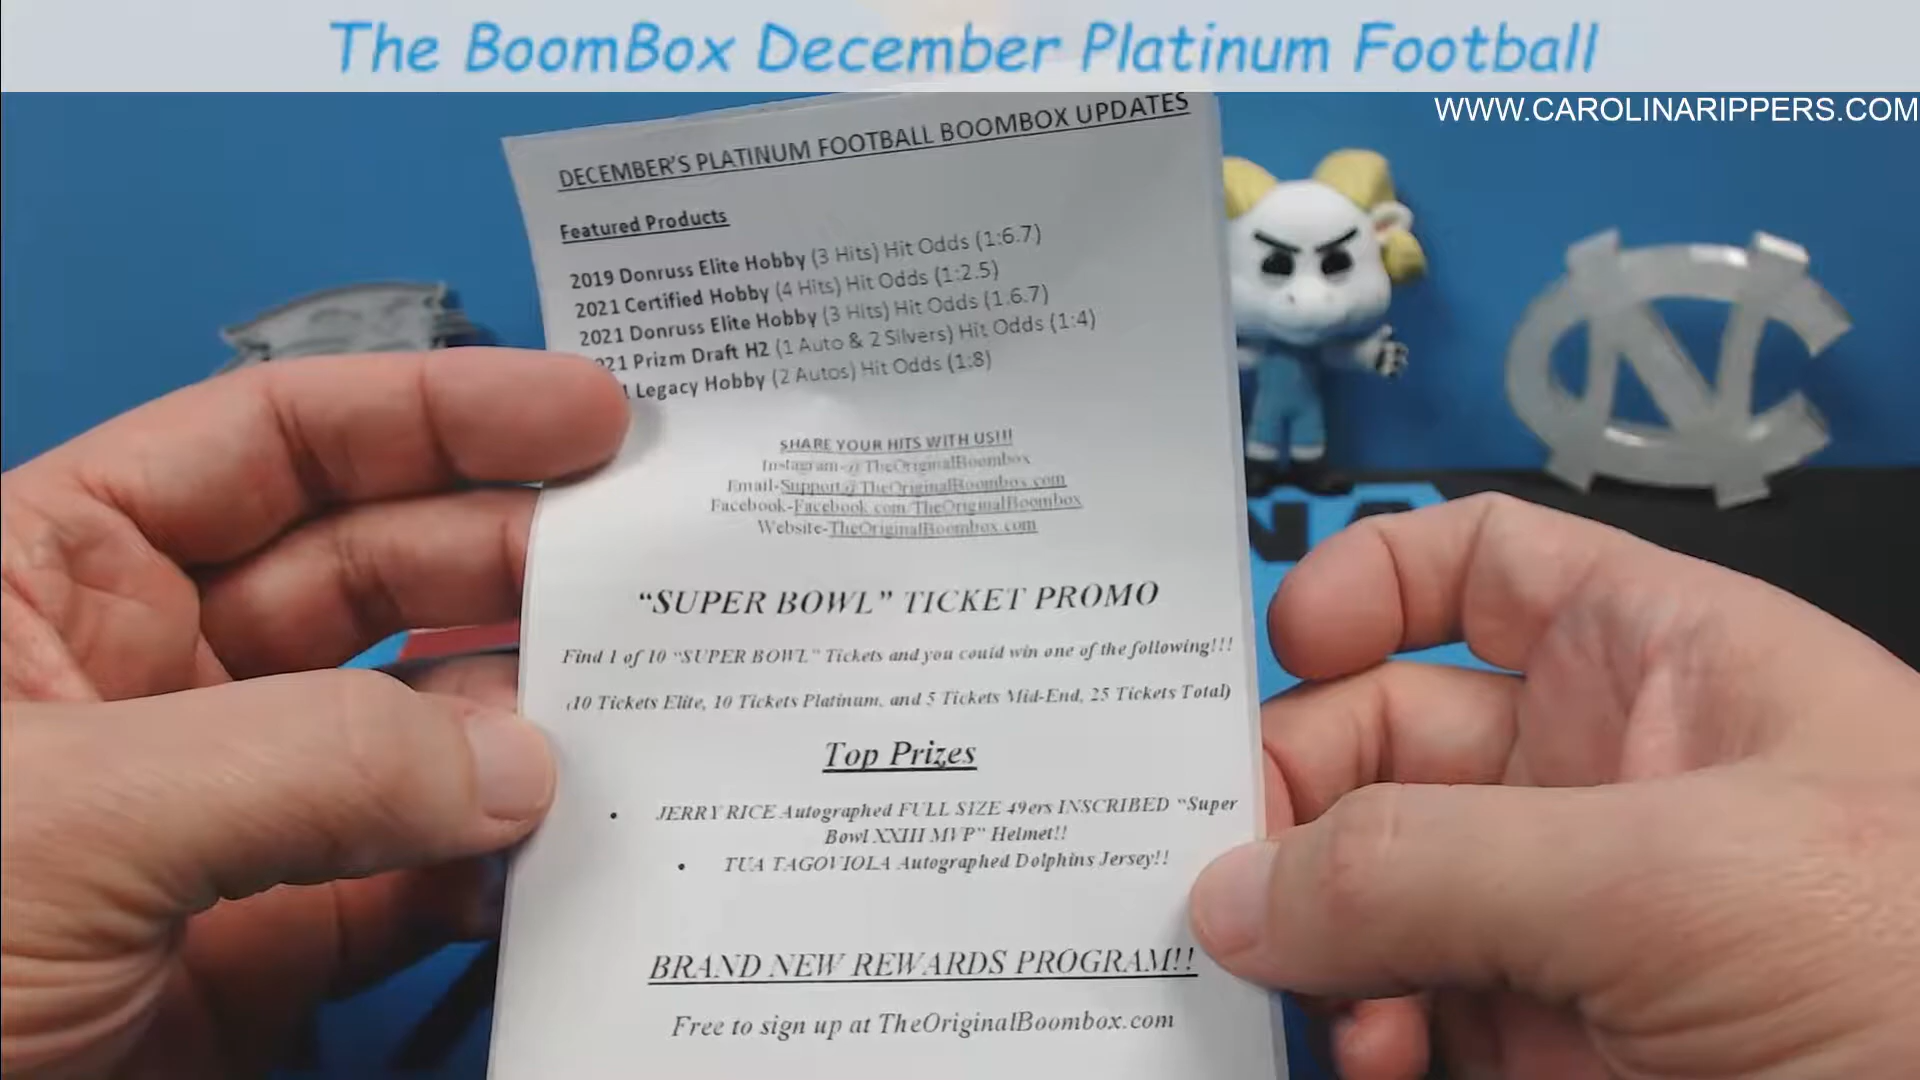 The BoomBox December Platinum Football
WWW.CAROLINARIPPERS.COM
DECEMBER'S PLATINUM FOOTBALL BOOMBOX UPDATES
Featured Products
2019 Donruss Elite Hobby (3 Hits) Hit Odds (1:6.7)
2021 Certified Hobby (4 Hits) Hit Odds (1:2.5)
2021 Donruss Elite Hobby (3 Hits) Hit Odds (1.6.7)
21 Prizm Draft H2 (1 Auto & 2 Silvers) Hit Odds (1:4)
1 Legacy Hobby (2 Autos) Hit Odds (1:8)
SHARE YOUR HITS WITH US!!!
Instagram-@TheOriginalBoombox
Email-Support@TheOriginalBoombox.com
Facebook-Facebook.com/TheOriginalBoombox
Website-TheOriginalBoombox.com
“SUPER BOWL” TICKET PROMO
Find 1 of 10 “SUPER BOWL” Tickets and you could win one of the following!!!
(10 Tickets Elite, 10 Tickets Platinum, and 5 Tickets Mid-End, 25 Tickets Total)
Top Prizes
• JERRY RICE Autographed FULL SIZE 49ers INSCRIBED “Super
Bowl XXIII MVP” Helmet!!
• TUA TAGOVIOLA Autographed Dolphins Jersey!!
BRAND NEW REWARDS PROGRAM!!
Free to sign up at TheOriginalBoombox.com
NC